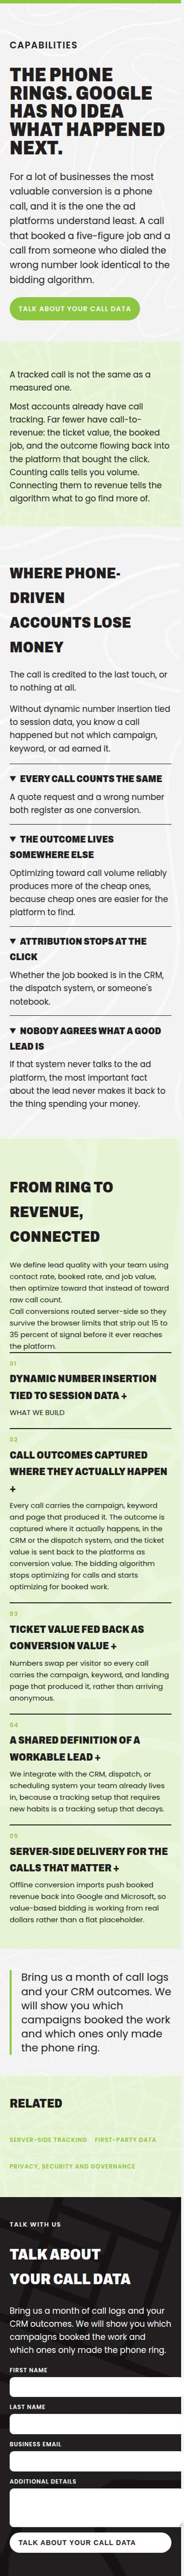 CAPABILITIES
THE PHONE
RINGS. GOOGLE
HAS NO IDEA
WHAT HAPPENED
NEXT.
For a lot of businesses the most
valuable conversion is a phone
call, and it is the one the ad
platforms understand least. A call
that booked a five-figure job and a
call from someone who dialed the
wrong number look identical to the
bidding algorithm.
TALK ABOUT YOUR CALL DATA
A tracked call is not the same as a
measured one.
Most accounts already have call
tracking. Far fewer have call-to-
revenue: the ticket value, the booked
job, and the outcome flowing back into
the platform that bought the click.
Counting calls tells you volume.
Connecting them to revenue tells the
algorithm what to go find more of.
WHERE PHONE-
DRIVEN
ACCOUNTS LOSE
MONEY
The call is credited to the last touch, or
to nothing at all.
Without dynamic number insertion tied
to session data, you know a call
happened but not which campaign,
keyword, or ad earned it.
▼ EVERY CALL COUNTS THE SAME
A quote request and a wrong number
both register as one conversion.
▼ THE OUTCOME LIVES
SOMEWHERE ELSE
Optimizing toward call volume reliably
produces more of the cheap ones,
because cheap ones are easier for the
platform to find.
▼ ATTRIBUTION STOPS AT THE
CLICK
Whether the job booked is in the CRM,
the dispatch system, or someone's
notebook.
▼ NOBODY AGREES WHAT A GOOD
LEAD IS
If that system never talks to the ad
platform, the most important fact
about the lead never makes it back to
the thing spending your money.
FROM RING TO
REVENUE,
CONNECTED
We define lead quality with your team using
contact rate, booked rate, and job value,
then optimize toward that instead of toward
raw call count.
Call conversions routed server-side so they
survive the browser limits that strip out 15 to
35 percent of signal before it ever reaches
the platform.
01
DYNAMIC NUMBER INSERTION
TIED TO SESSION DATA +
WHAT WE BUILD
02
CALL OUTCOMES CAPTURED
WHERE THEY ACTUALLY HAPPEN
+
Every call carries the campaign, keyword
and page that produced it. The outcome is
captured where it actually happens, in the
CRM or the dispatch system, and the ticket
value is sent back to the platforms as
conversion value. The bidding algorithm
stops optimizing for calls and starts
optimizing for booked work.
03
TICKET VALUE FED BACK AS
CONVERSION VALUE +
Numbers swap per visitor so every call
carries the campaign, keyword, and landing
page that produced it, rather than arriving
anonymous.
04
A SHARED DEFINITION OF A
WORKABLE LEAD +
We integrate with the CRM, dispatch, or
scheduling system your team already lives
in, because a tracking setup that requires
new habits is a tracking setup that decays.
05
SERVER-SIDE DELIVERY FOR THE
CALLS THAT MATTER +
Offline conversion imports push booked
revenue back into Google and Microsoft, so
value-based bidding is working from real
dollars rather than a flat placeholder.
Bring us a month of call logs
and your CRM outcomes. We
will show you which
campaigns booked the work
and which ones only made
the phone ring.
RELATED
SERVER-SIDE TRACKING FIRST-PARTY DATA
PRIVACY, SECURITY AND GOVERNANCE
TALK WITH US
TALK ABOUT
YOUR CALL DATA
Bring us a month of call logs and your
CRM outcomes. We will show you which
campaigns booked the work and
which ones only made the phone ring.
FIRST NAME
LAST NAME
BUSINESS EMAIL
ADDITIONAL DETAILS
TALK ABOUT YOUR CALL DATA